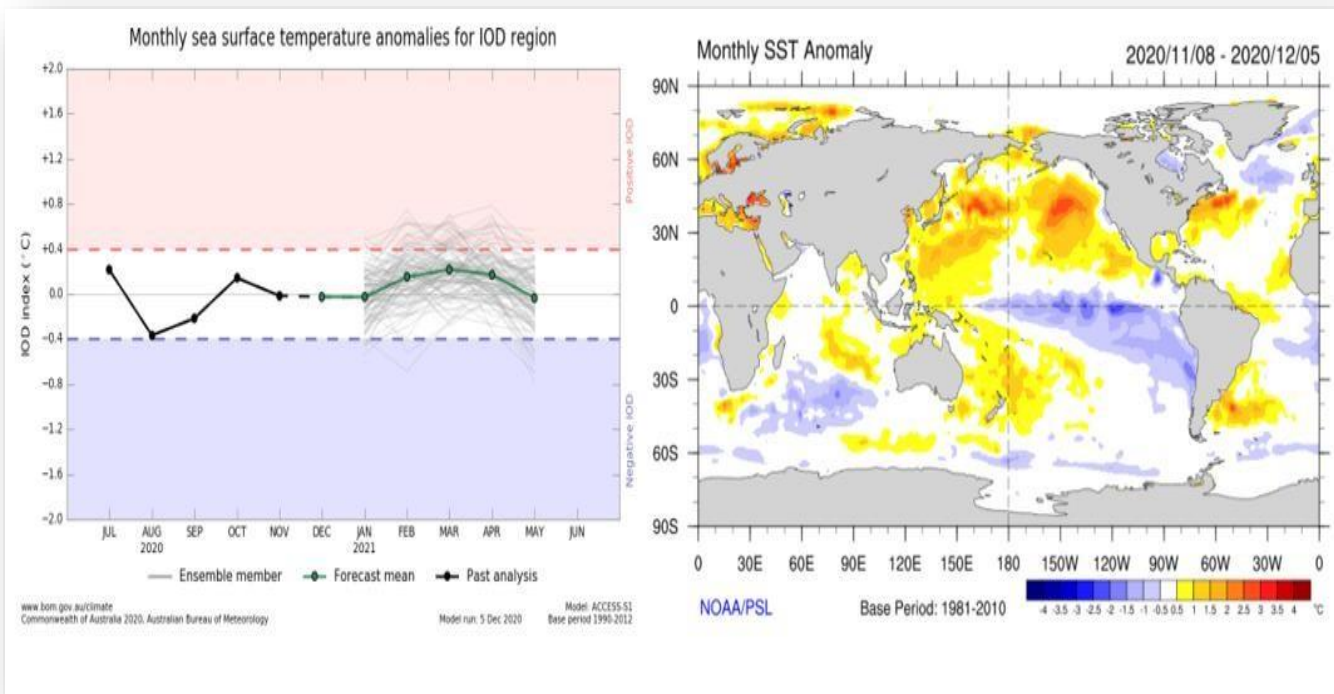 Monthly sea surface temperature anomalies for IOD region
+2.0
+1.6
+1.2
+0.8
+0.4
0.0
−0.4
−0.8
−1.2
−1.6
−2.0
IOD index (°C)
Positive IOD
Negative IOD
JUL AUG SEP OCT NOV DEC JAN FEB MAR APR MAY JUN
2020 2021
Ensemble member Forecast mean Past analysis
www.bom.gov.au/climate
Commonwealth of Australia 2020, Australian Bureau of Meteorology
Model run: 5 Dec 2020
Model: ACCESS-S1
Base period 1990-2012
Monthly SST Anomaly 2020/11/08 - 2020/12/05
90N
60N
30N
0
30S
60S
90S
0 30E 60E 90E 120E 150E 180 150W 120W 90W 60W 30W 0
NOAA/PSL Base Period: 1981-2010
-4 -3.5 -3 -2.5 -2 -1.5 -1 -0.5 0.5 1 1.5 2 2.5 3 3.5 4 °C